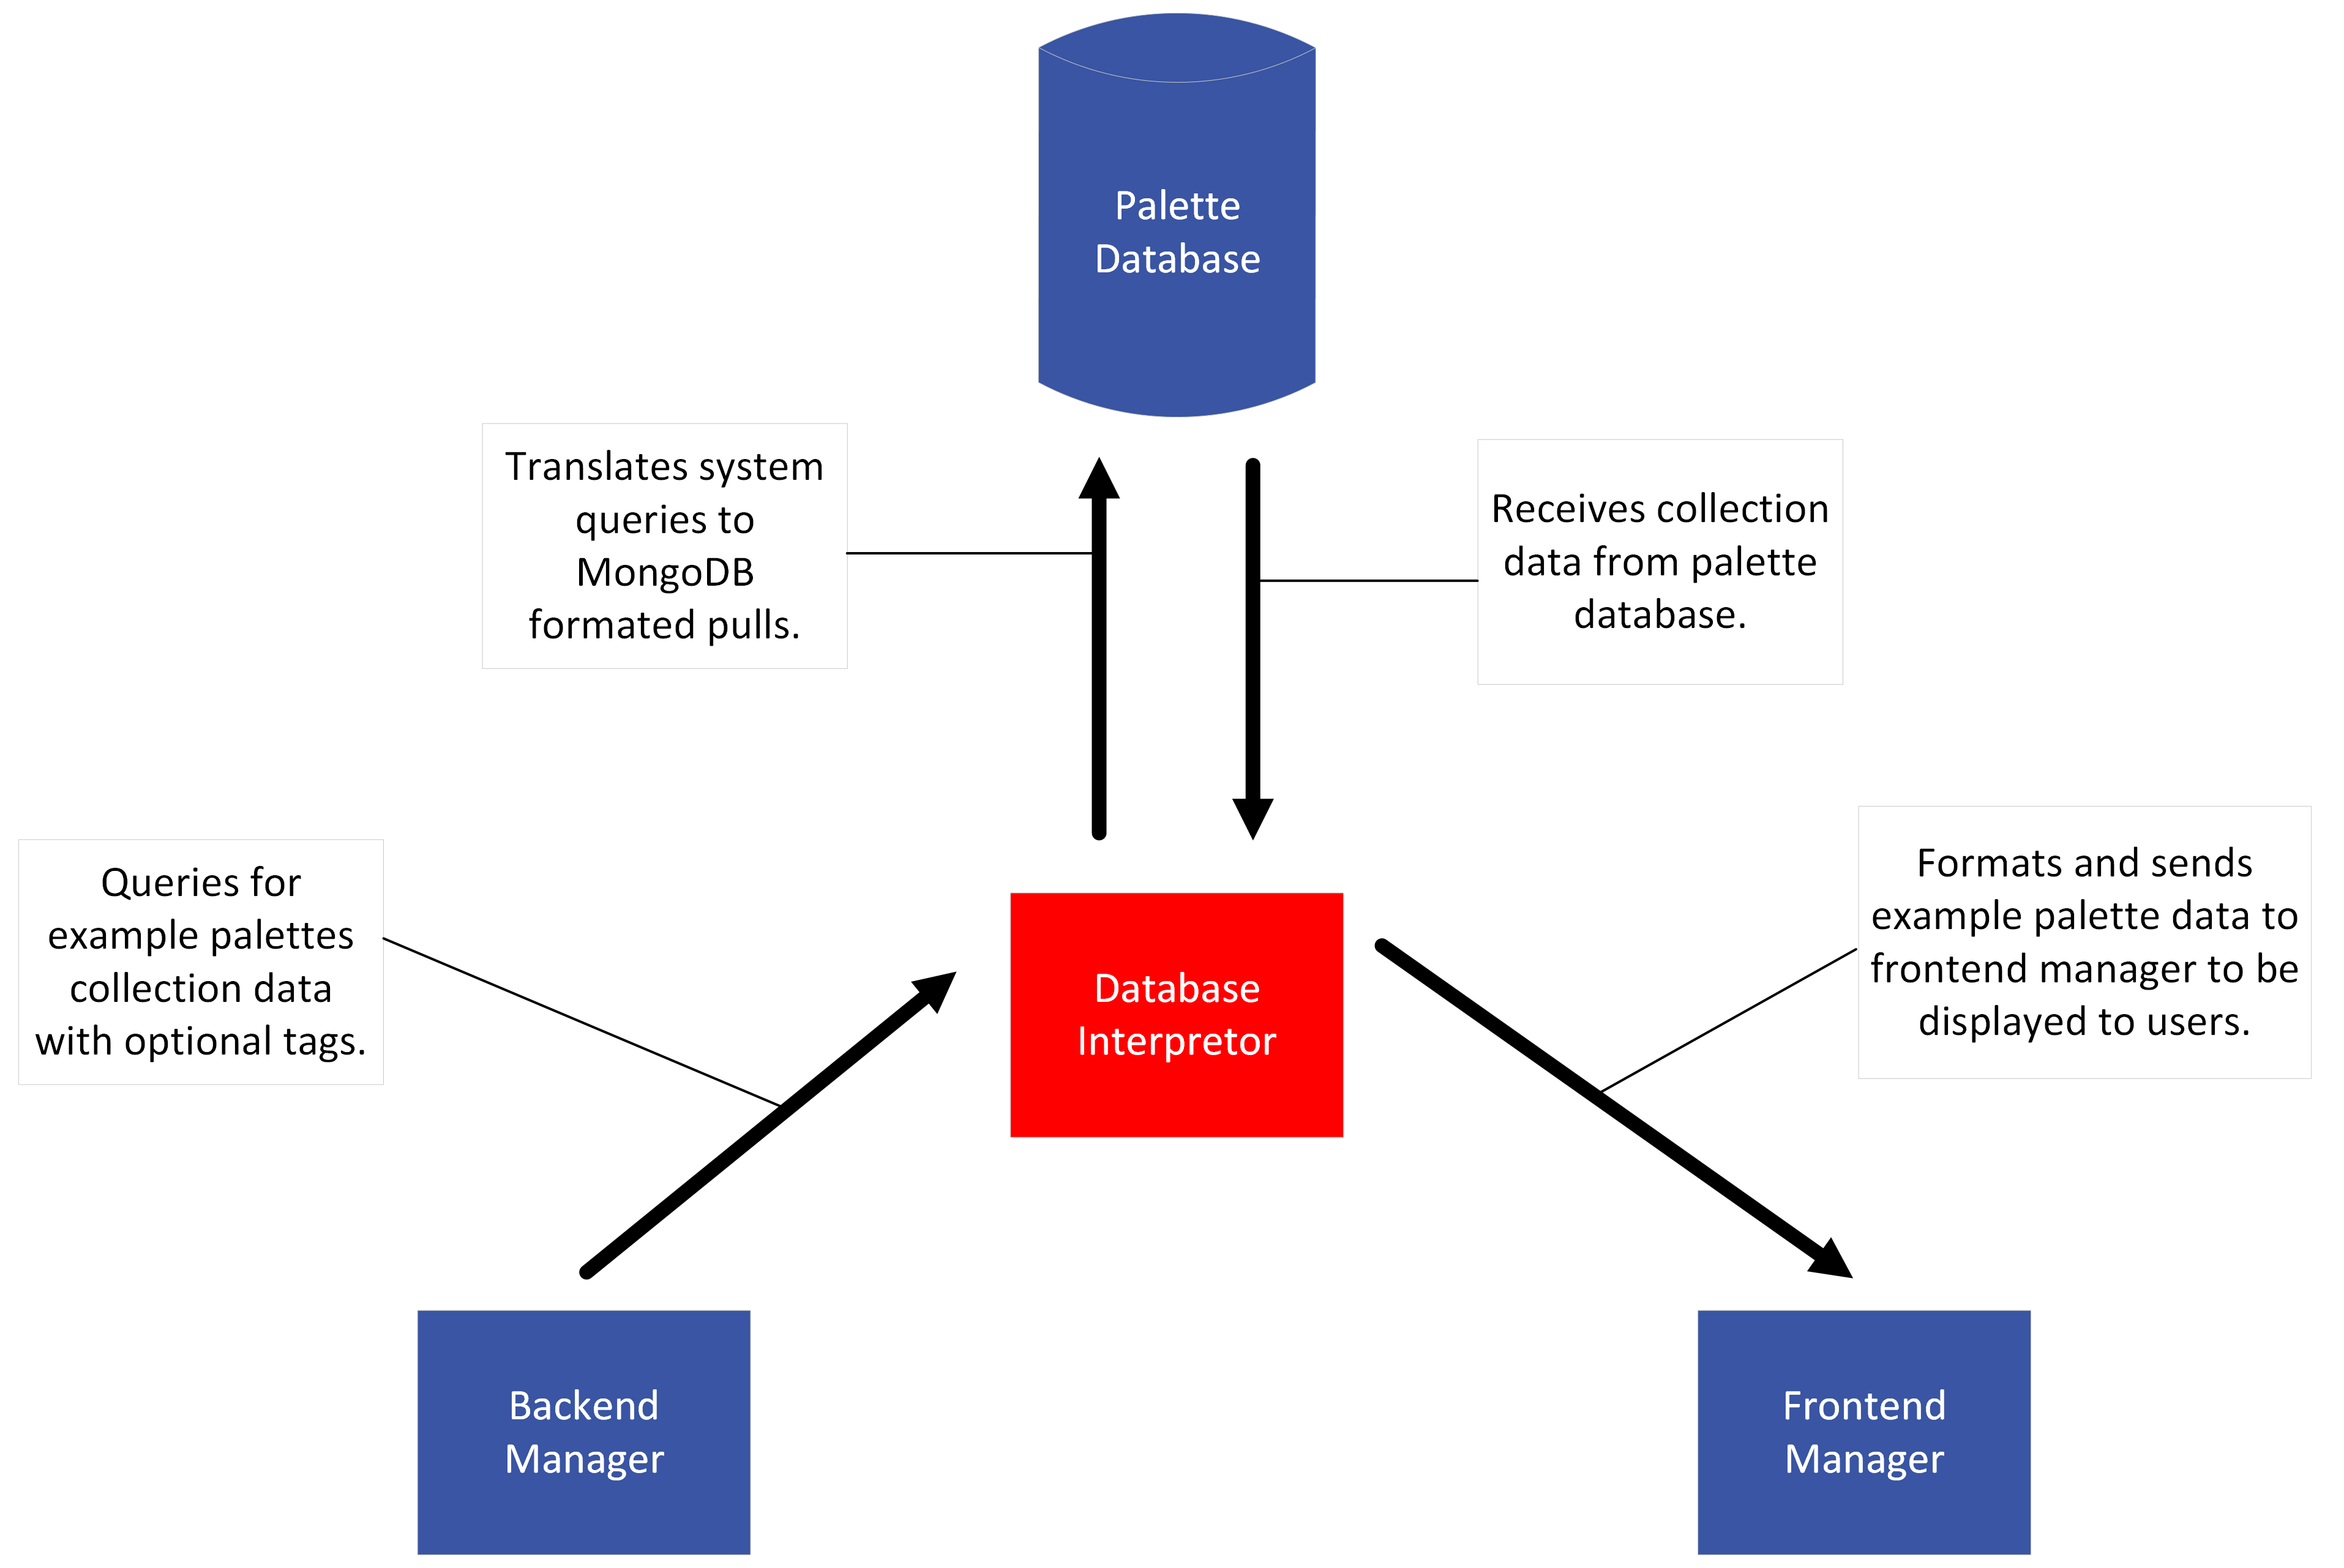 Palette
Database
Translates system
queries to
MongoDB
formated pulls.
Receives collection
data from palette
database.
Queries for
example palettes
collection data
with optional tags.
Database
Interpretor
Formats and sends
example palette data to
frontend manager to be
displayed to users.
Backend
Manager
Frontend
Manager